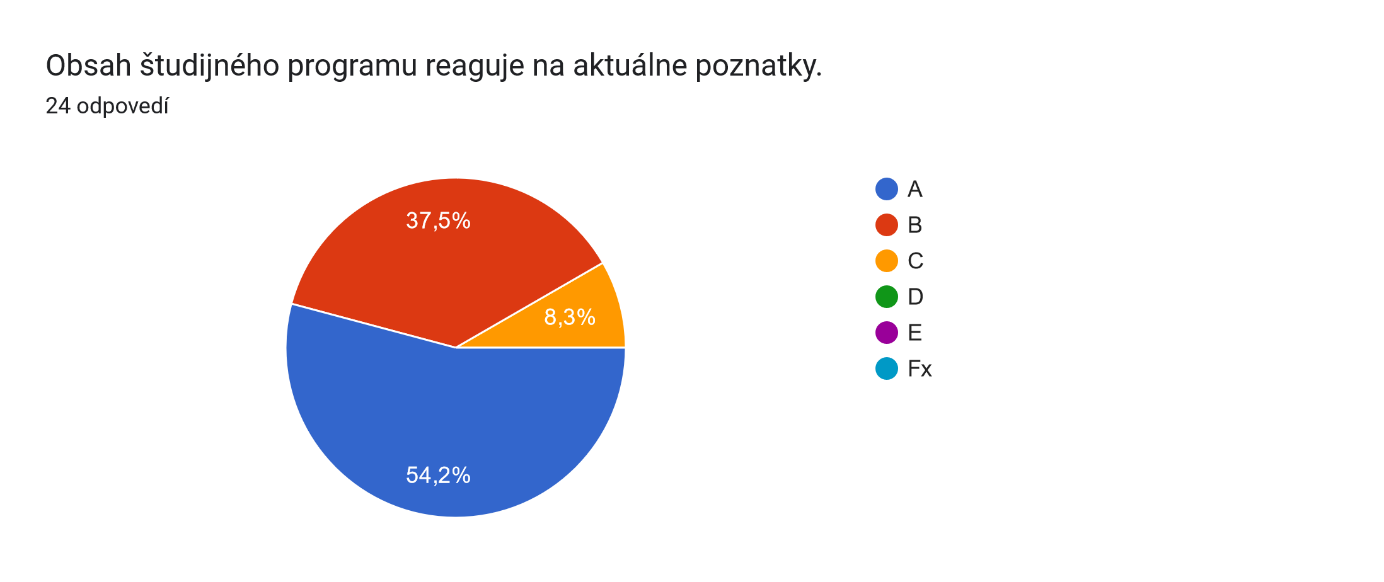 Obsah študijného programu reaguje na aktuálne poznatky.
24 odpovedí
37,5%
8,3%
54,2%
A
B
C
D
E
Fx